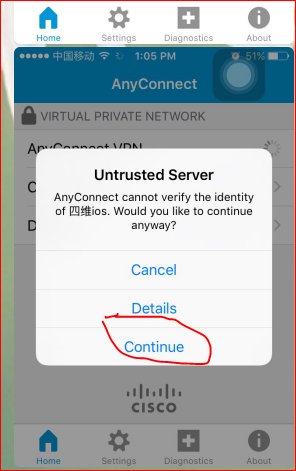 Home Settings Diagnostics About
中国移动 1:05 PM 51%
AnyConnect
VIRTUAL PRIVATE NETWORK
AnyConnect VPN
C
D
Untrusted Server
AnyConnect cannot verify the identity
of 四维ios. Would you like to continue
anyway?
Cancel
Details
Continue
CISCO
Home Settings Diagnostics About